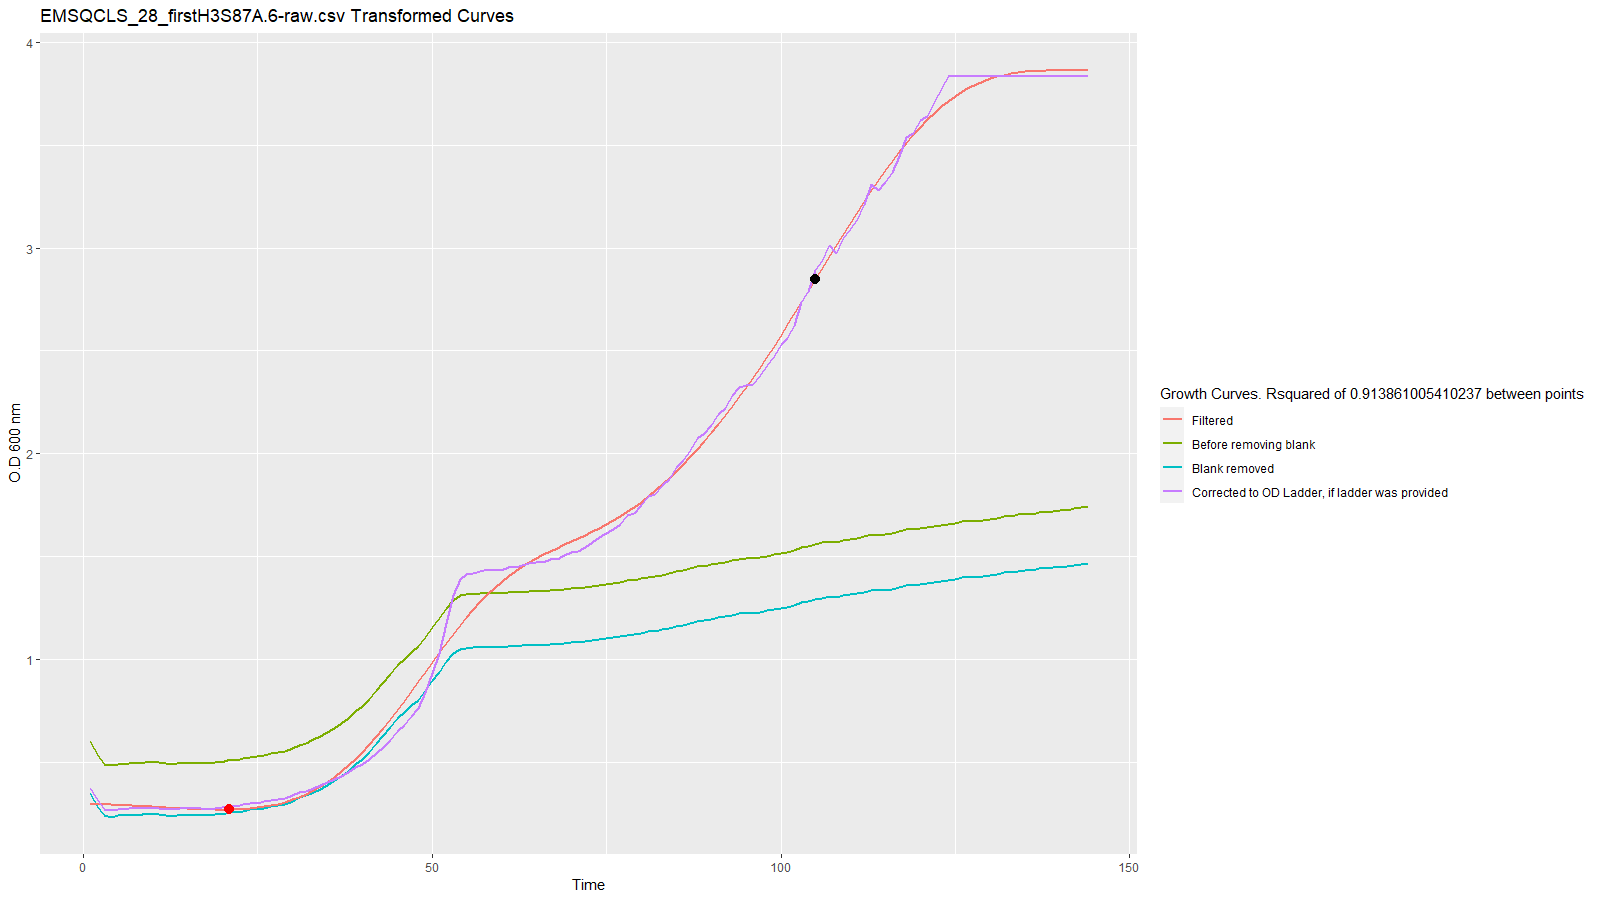 EMSQCLS_28_firstH3S87A.6-raw.csv Transformed Curves
4
3
2
1
O.D 600 nm
0
50
100
150
Time
Growth Curves. Rsquared of 0.913861005410237 between points
Filtered
Before removing blank
Blank removed
Corrected to OD Ladder, if ladder was provided